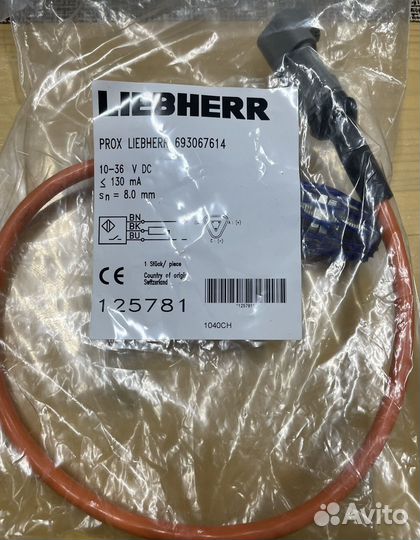 LIEBHERR
PROX LIEBHERR 693067614
10-36 V DC
≤ 130 mA
sn = 8.0 mm
BN
BK
BU
1 Stück/ piece
Country of origin
Switzerland
CE
125781
*125781*
1040CH
Avito